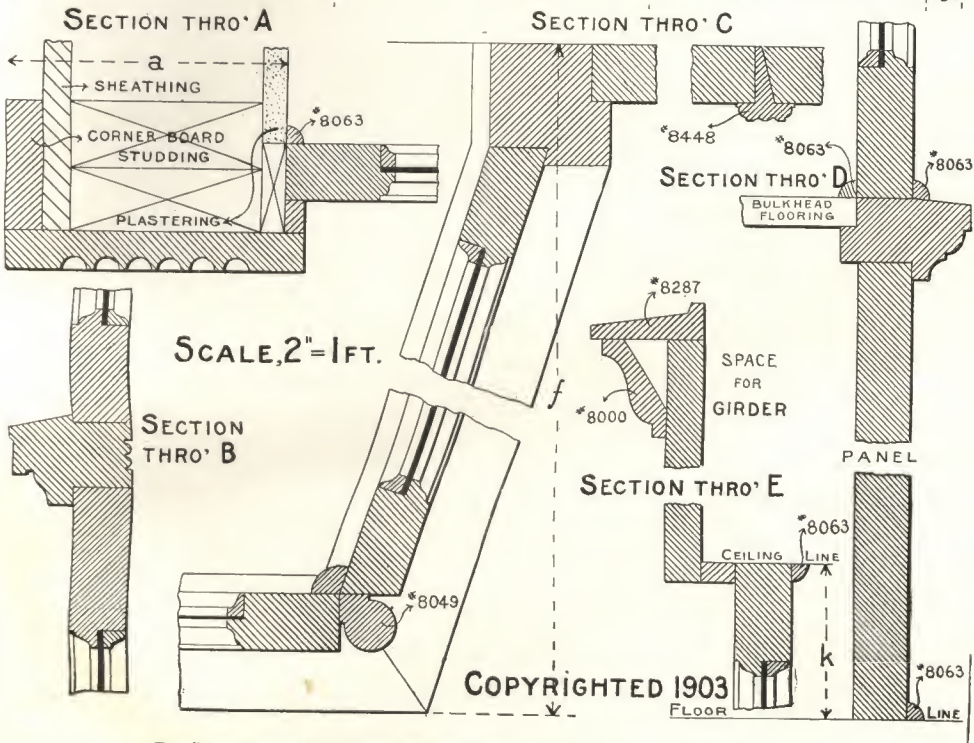 SECTION THRO' A
a
SHEATHING
CORNER BOARD
STUDDING
PLASTERING
#8063
SECTION THRO' C
#8448
#8063
SECTION THRO' D
#8063
BULKHEAD
FLOORING
SCALE, 2"=1FT.
SECTION
THRO' B
f
#8287
#8000
SPACE
FOR
GIRDER
PANEL
SECTION THRO' E
#8063
CEILING LINE
k
#8049
COPYRIGHTED 1903
#8063
FLOOR LINE